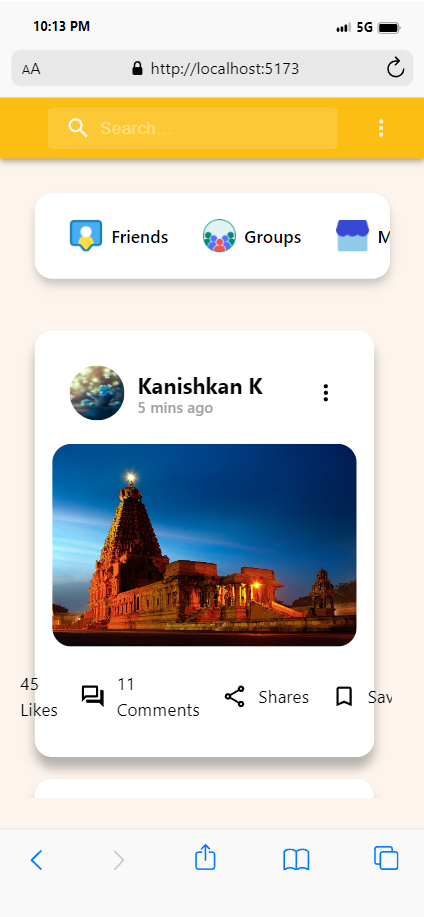 10:13 PM 5G
AA http://localhost:5173
Search...
Friends Groups M
Kanishkan K
5 mins ago
45 Likes 11 Comments Shares Sav